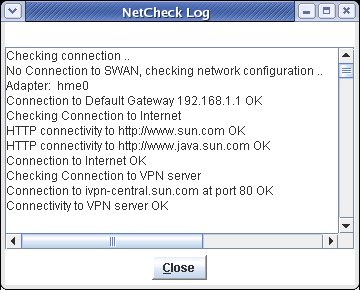 NetCheck Log
Checking connection ..
No Connection to SWAN, checking network configuration ..
Adapter:  hme0
Connection to Default Gateway 192.168.1.1 OK
Checking Connection to Internet
HTTP connectivity to http://www.sun.com OK
HTTP connectivity to http://www.java.sun.com OK
Connection to Internet OK
Checking Connection to VPN server
Connection to ivpn-central.sun.com at port 80 OK
Connectivity to VPN server OK
Close